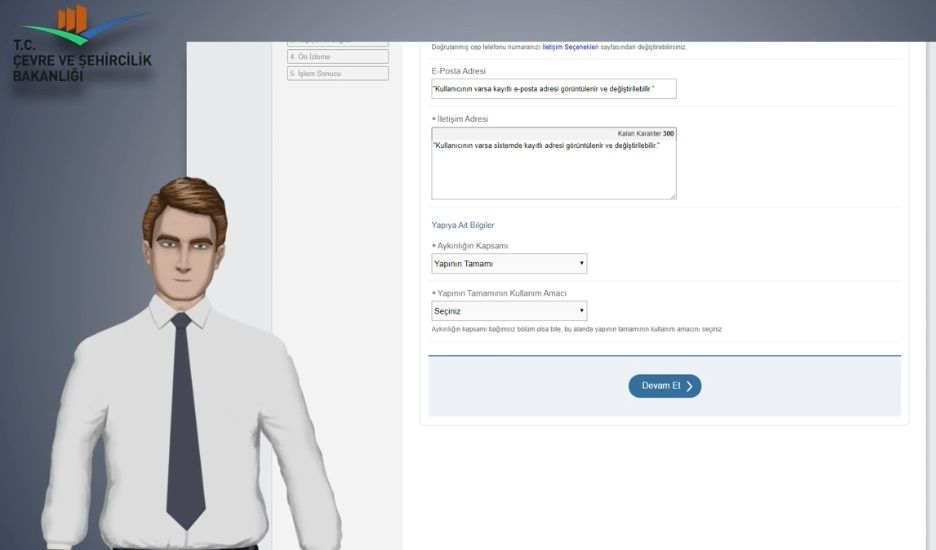 T.C.
ÇEVRE VE ŞEHİRCİLİK
BAKANLIĞI
4. Ön İzleme
5. İşlem Sonucu
Doğrulanmış cep telefonu numaranızı İletişim Seçenekleri sayfasından değiştirebilirsiniz.
E-Posta Adresi
"Kullanıcının varsa kayıtlı e-posta adresi görüntülenir ve değiştirilebilir."
* İletişim Adresi
Kalan Karakter 300
"Kullanıcının varsa sistemde kayıtlı adresi görüntülenir ve değiştirilebilir."
Yapıya Ait Bilgiler
* Aykırılığın Kapsamı
Yapının Tamamı
* Yapının Tamamının Kullanım Amacı
Seçiniz
Aykırılığın kapsamı bağımsız bölüm olsa bile, bu alanda yapının tamamının kullanım amacını seçiniz
Devam Et